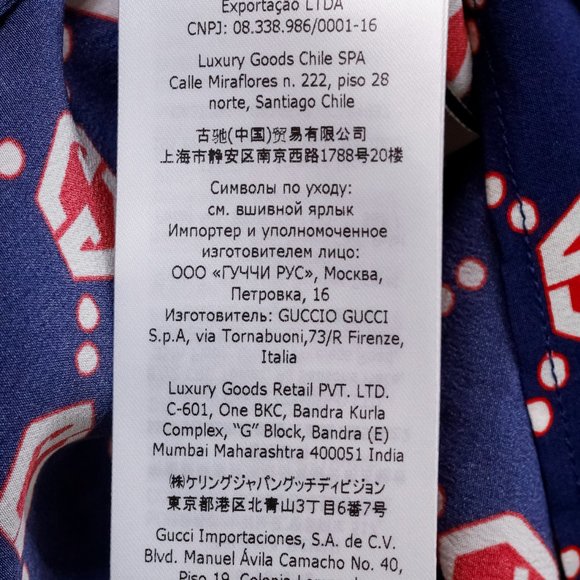 Exportação LTDA
CNPJ: 08.338.986/0001-16
Luxury Goods Chile SPA
Calle Miraflores n. 222, piso 28
norte, Santiago Chile
古驰(中国)贸易有限公司
上海市静安区南京西路1788号20楼
Символы по уходу:
см. вшивной ярлык
Импортер и уполномоченное
изготовителем лицо:
ООО «ГУЧЧИ РУС», Москва,
Петровка, 16
Изготовитель: GUCCIO GUCCI
S.p.A, via Tornabuoni,73/R Firenze,
Italia
Luxury Goods Retail PVT. LTD.
C-601, One BKC, Bandra Kurla
Complex, “G” Block, Bandra (E)
Mumbai Maharashtra 400051 India
㈱ケリングジャパングッチディビジョン
東京都港区北青山3丁目6番7号
Gucci Importaciones, S.A. de C.V.
Blvd. Manuel Ávila Camacho No. 40,
Piso 19, Colonia